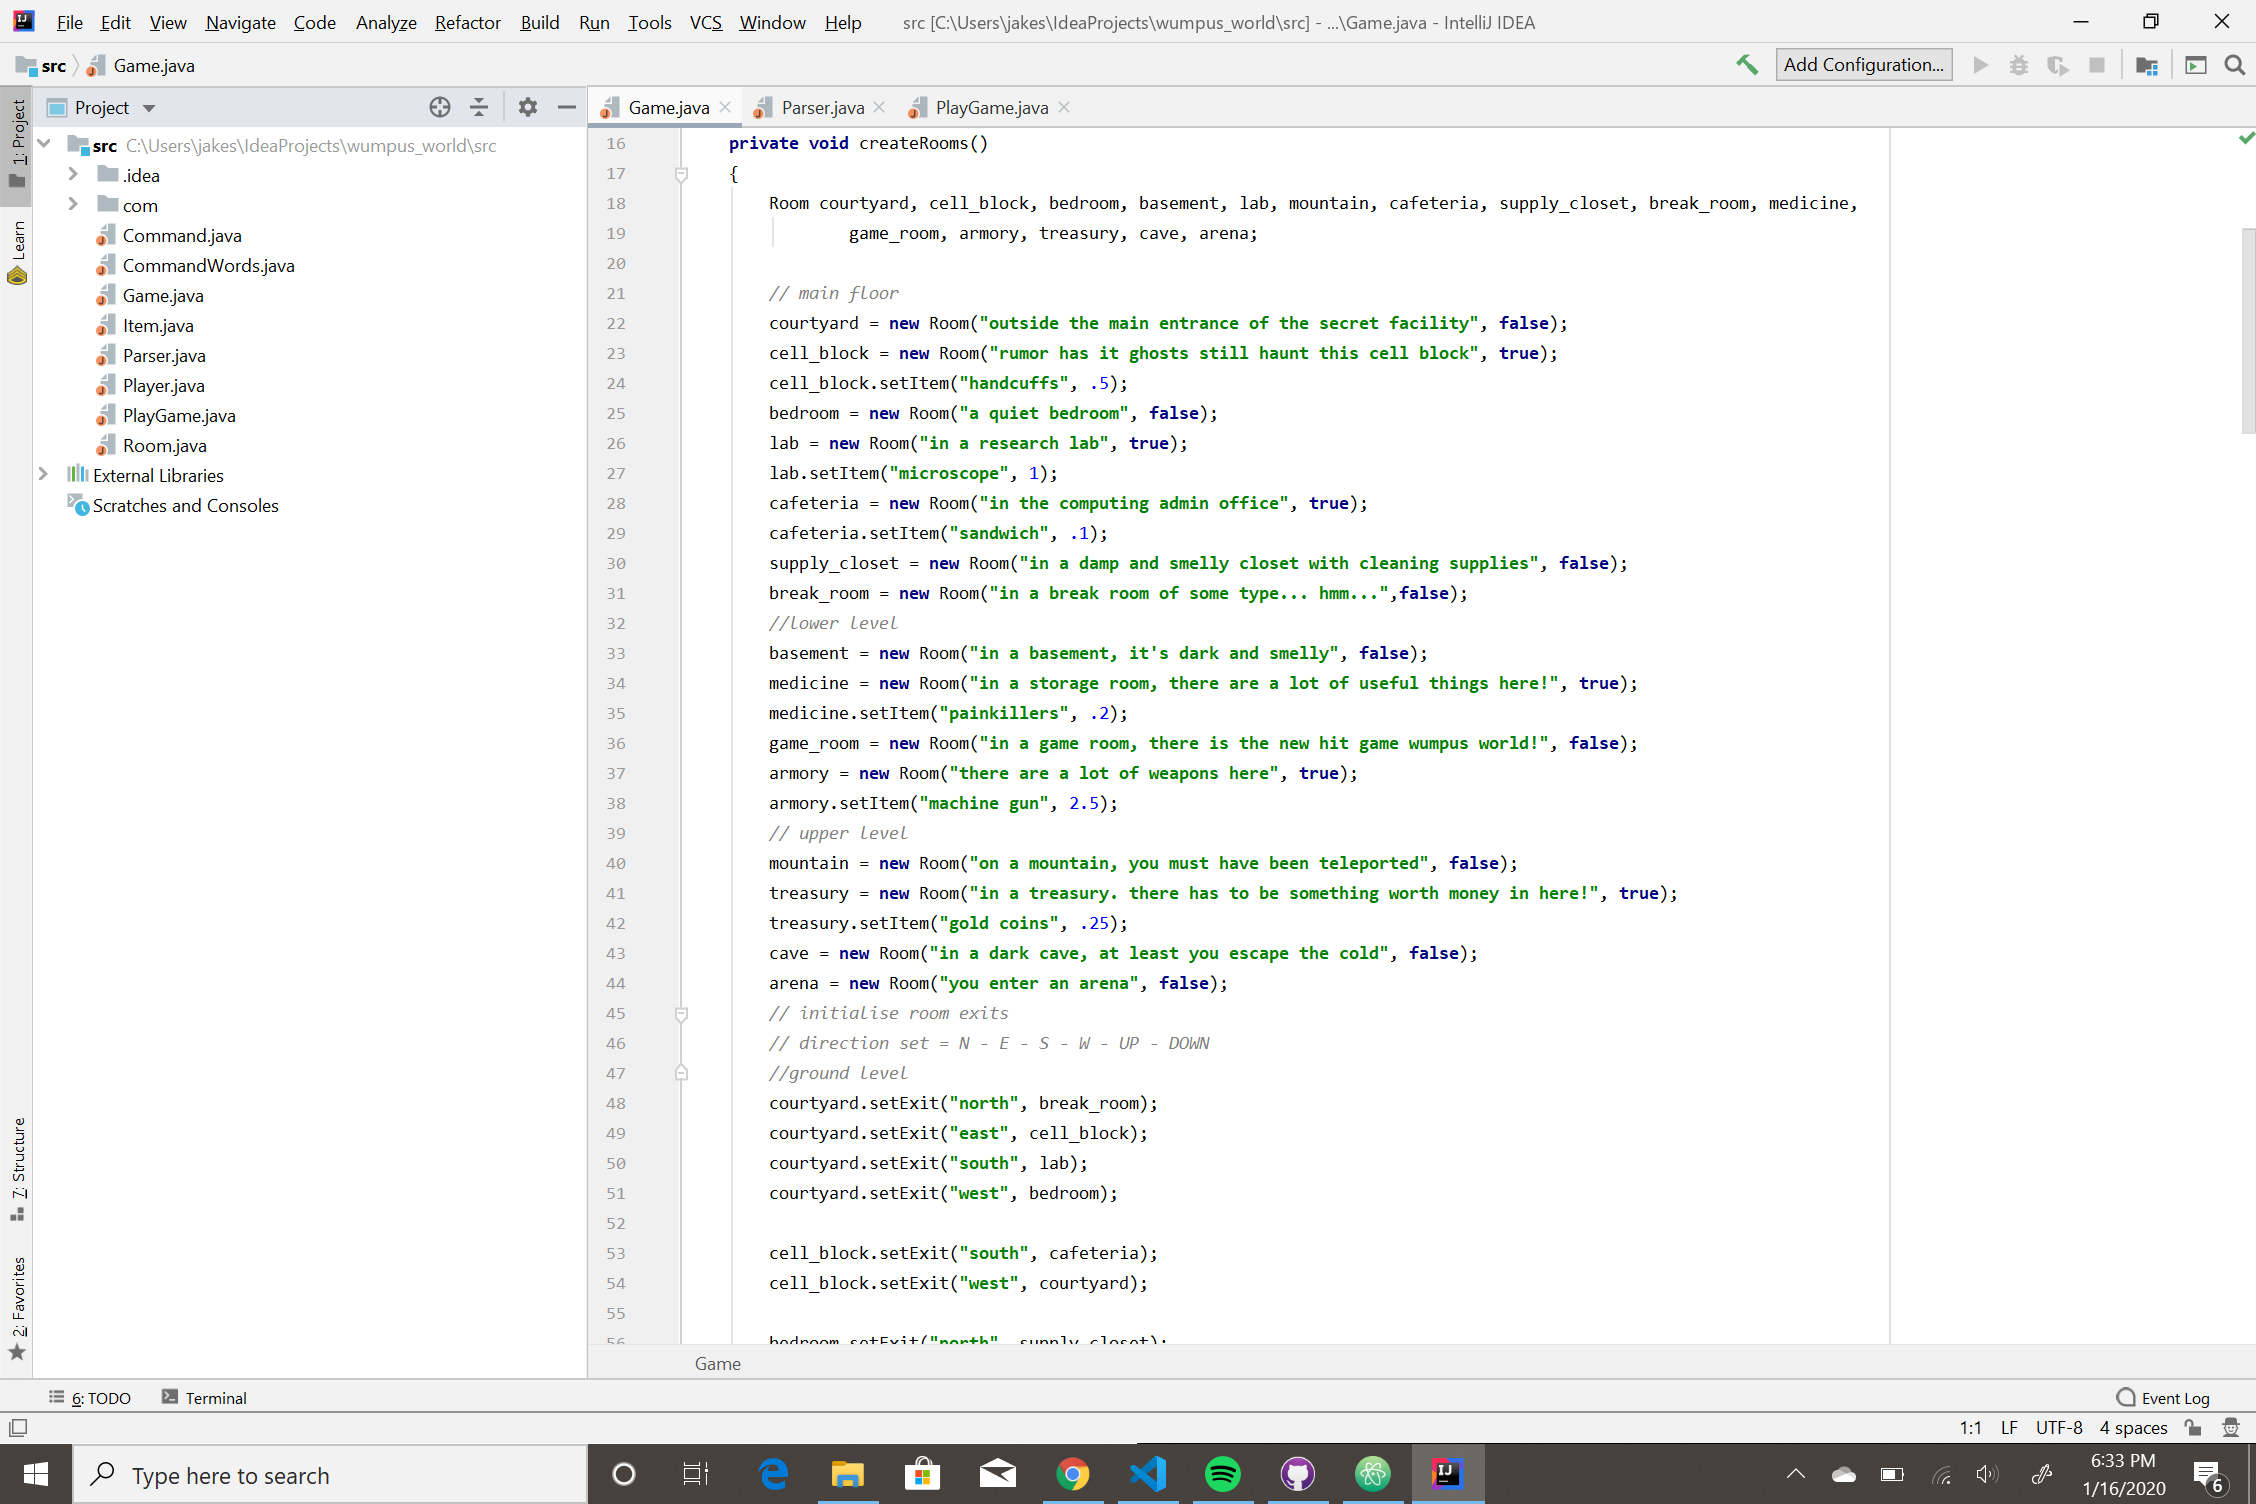 File Edit View Navigate Code Analyze Refactor Build Run Tools VCS Window Help src [C:\Users\jakes\IdeaProjects\wumpus_world\src] - ...\Game.java - IntelliJ IDEA
src Game.java Add Configuration...
Project Game.java Parser.java PlayGame.java
1: Project
Learn
7: Structure
2: Favorites
src C:\Users\jakes\IdeaProjects\wumpus_world\src
.idea
com
Command.java
CommandWords.java
Game.java
Item.java
Parser.java
Player.java
PlayGame.java
Room.java
External Libraries
Scratches and Consoles
16 private void createRooms()
17 {
18 Room courtyard, cell_block, bedroom, basement, lab, mountain, cafeteria, supply_closet, break_room, medicine,
19 game_room, armory, treasury, cave, arena;
20
21 // main floor
22 courtyard = new Room("outside the main entrance of the secret facility", false);
23 cell_block = new Room("rumor has it ghosts still haunt this cell block", true);
24 cell_block.setItem("handcuffs", .5);
25 bedroom = new Room("a quiet bedroom", false);
26 lab = new Room("in a research lab", true);
27 lab.setItem("microscope", 1);
28 cafeteria = new Room("in the computing admin office", true);
29 cafeteria.setItem("sandwich", .1);
30 supply_closet = new Room("in a damp and smelly closet with cleaning supplies", false);
31 break_room = new Room("in a break room of some type... hmm...",false);
32 //lower level
33 basement = new Room("in a basement, it's dark and smelly", false);
34 medicine = new Room("in a storage room, there are a lot of useful things here!", true);
35 medicine.setItem("painkillers", .2);
36 game_room = new Room("in a game room, there is the new hit game wumpus world!", false);
37 armory = new Room("there are a lot of weapons here", true);
38 armory.setItem("machine gun", 2.5);
39 // upper level
40 mountain = new Room("on a mountain, you must have been teleported", false);
41 treasury = new Room("in a treasury. there has to be something worth money in here!", true);
42 treasury.setItem("gold coins", .25);
43 cave = new Room("in a dark cave, at least you escape the cold", false);
44 arena = new Room("you enter an arena", false);
45 // initialise room exits
46 // direction set = N - E - S - W - UP - DOWN
47 //ground level
48 courtyard.setExit("north", break_room);
49 courtyard.setExit("east", cell_block);
50 courtyard.setExit("south", lab);
51 courtyard.setExit("west", bedroom);
52
53 cell_block.setExit("south", cafeteria);
54 cell_block.setExit("west", courtyard);
55
56 bedroom.setExit("north", supply_closet);
Game
6: TODO Terminal Event Log
1:1 LF UTF-8 4 spaces
Type here to search
6:33 PM
1/16/2020
6